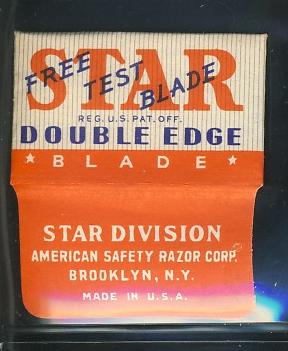 STAR
FREE TEST BLADE
REG. U.S. PAT. OFF.
DOUBLE EDGE
★ BLADE ★
STAR DIVISION
AMERICAN SAFETY RAZOR CORP.
BROOKLYN, N.Y.
MADE IN U.S.A.